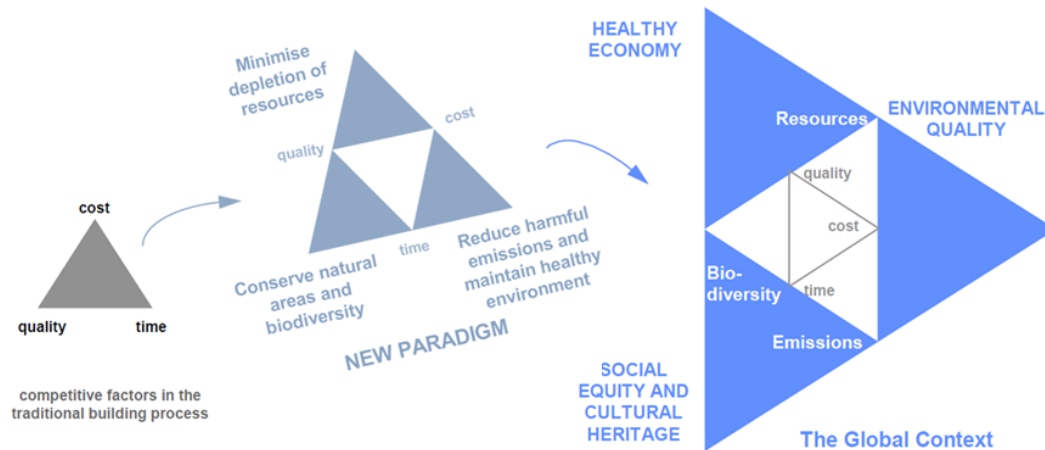 cost
quality
time
competitive factors in the
traditional building process
Minimise
depletion of
resources
cost
quality
time
Conserve natural
areas and
biodiversity
Reduce harmful
emissions and
maintain healthy
environment
NEW PARADIGM
HEALTHY
ECONOMY
Resources
ENVIRONMENTAL
QUALITY
quality
cost
time
Bio-
diversity
Emissions
SOCIAL
EQUITY AND
CULTURAL
HERITAGE
The Global Context